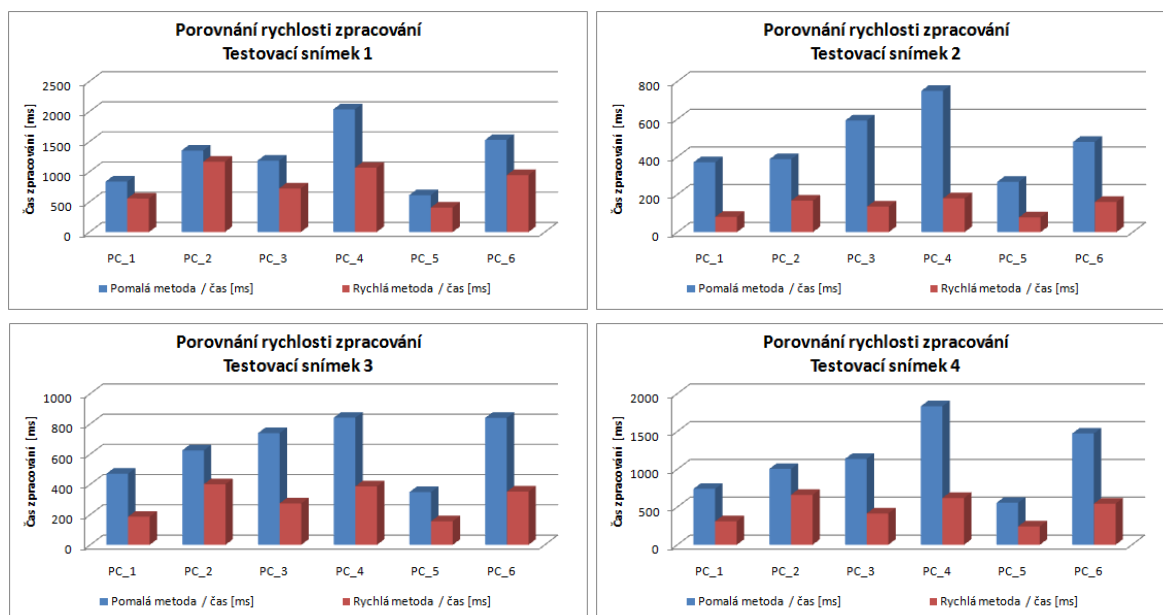 Porovnání rychlosti zpracování
Testovací snímek 1
Čas zpracování [ms]
2500
2000
1500
1000
500
0
PC_1 PC_2 PC_3 PC_4 PC_5 PC_6
Pomalá metoda / čas [ms] Rychlá metoda / čas [ms]
Porovnání rychlosti zpracování
Testovací snímek 2
Čas zpracování [ms]
800
600
400
200
0
PC_1 PC_2 PC_3 PC_4 PC_5 PC_6
Pomalá metoda / čas [ms] Rychlá metoda / čas [ms]
Porovnání rychlosti zpracování
Testovací snímek 3
Čas zpracování [ms]
1000
800
600
400
200
0
PC_1 PC_2 PC_3 PC_4 PC_5 PC_6
Pomalá metoda / čas [ms] Rychlá metoda / čas [ms]
Porovnání rychlosti zpracování
Testovací snímek 4
Čas zpracování [ms]
2000
1500
1000
500
0
PC_1 PC_2 PC_3 PC_4 PC_5 PC_6
Pomalá metoda / čas [ms] Rychlá metoda / čas [ms]